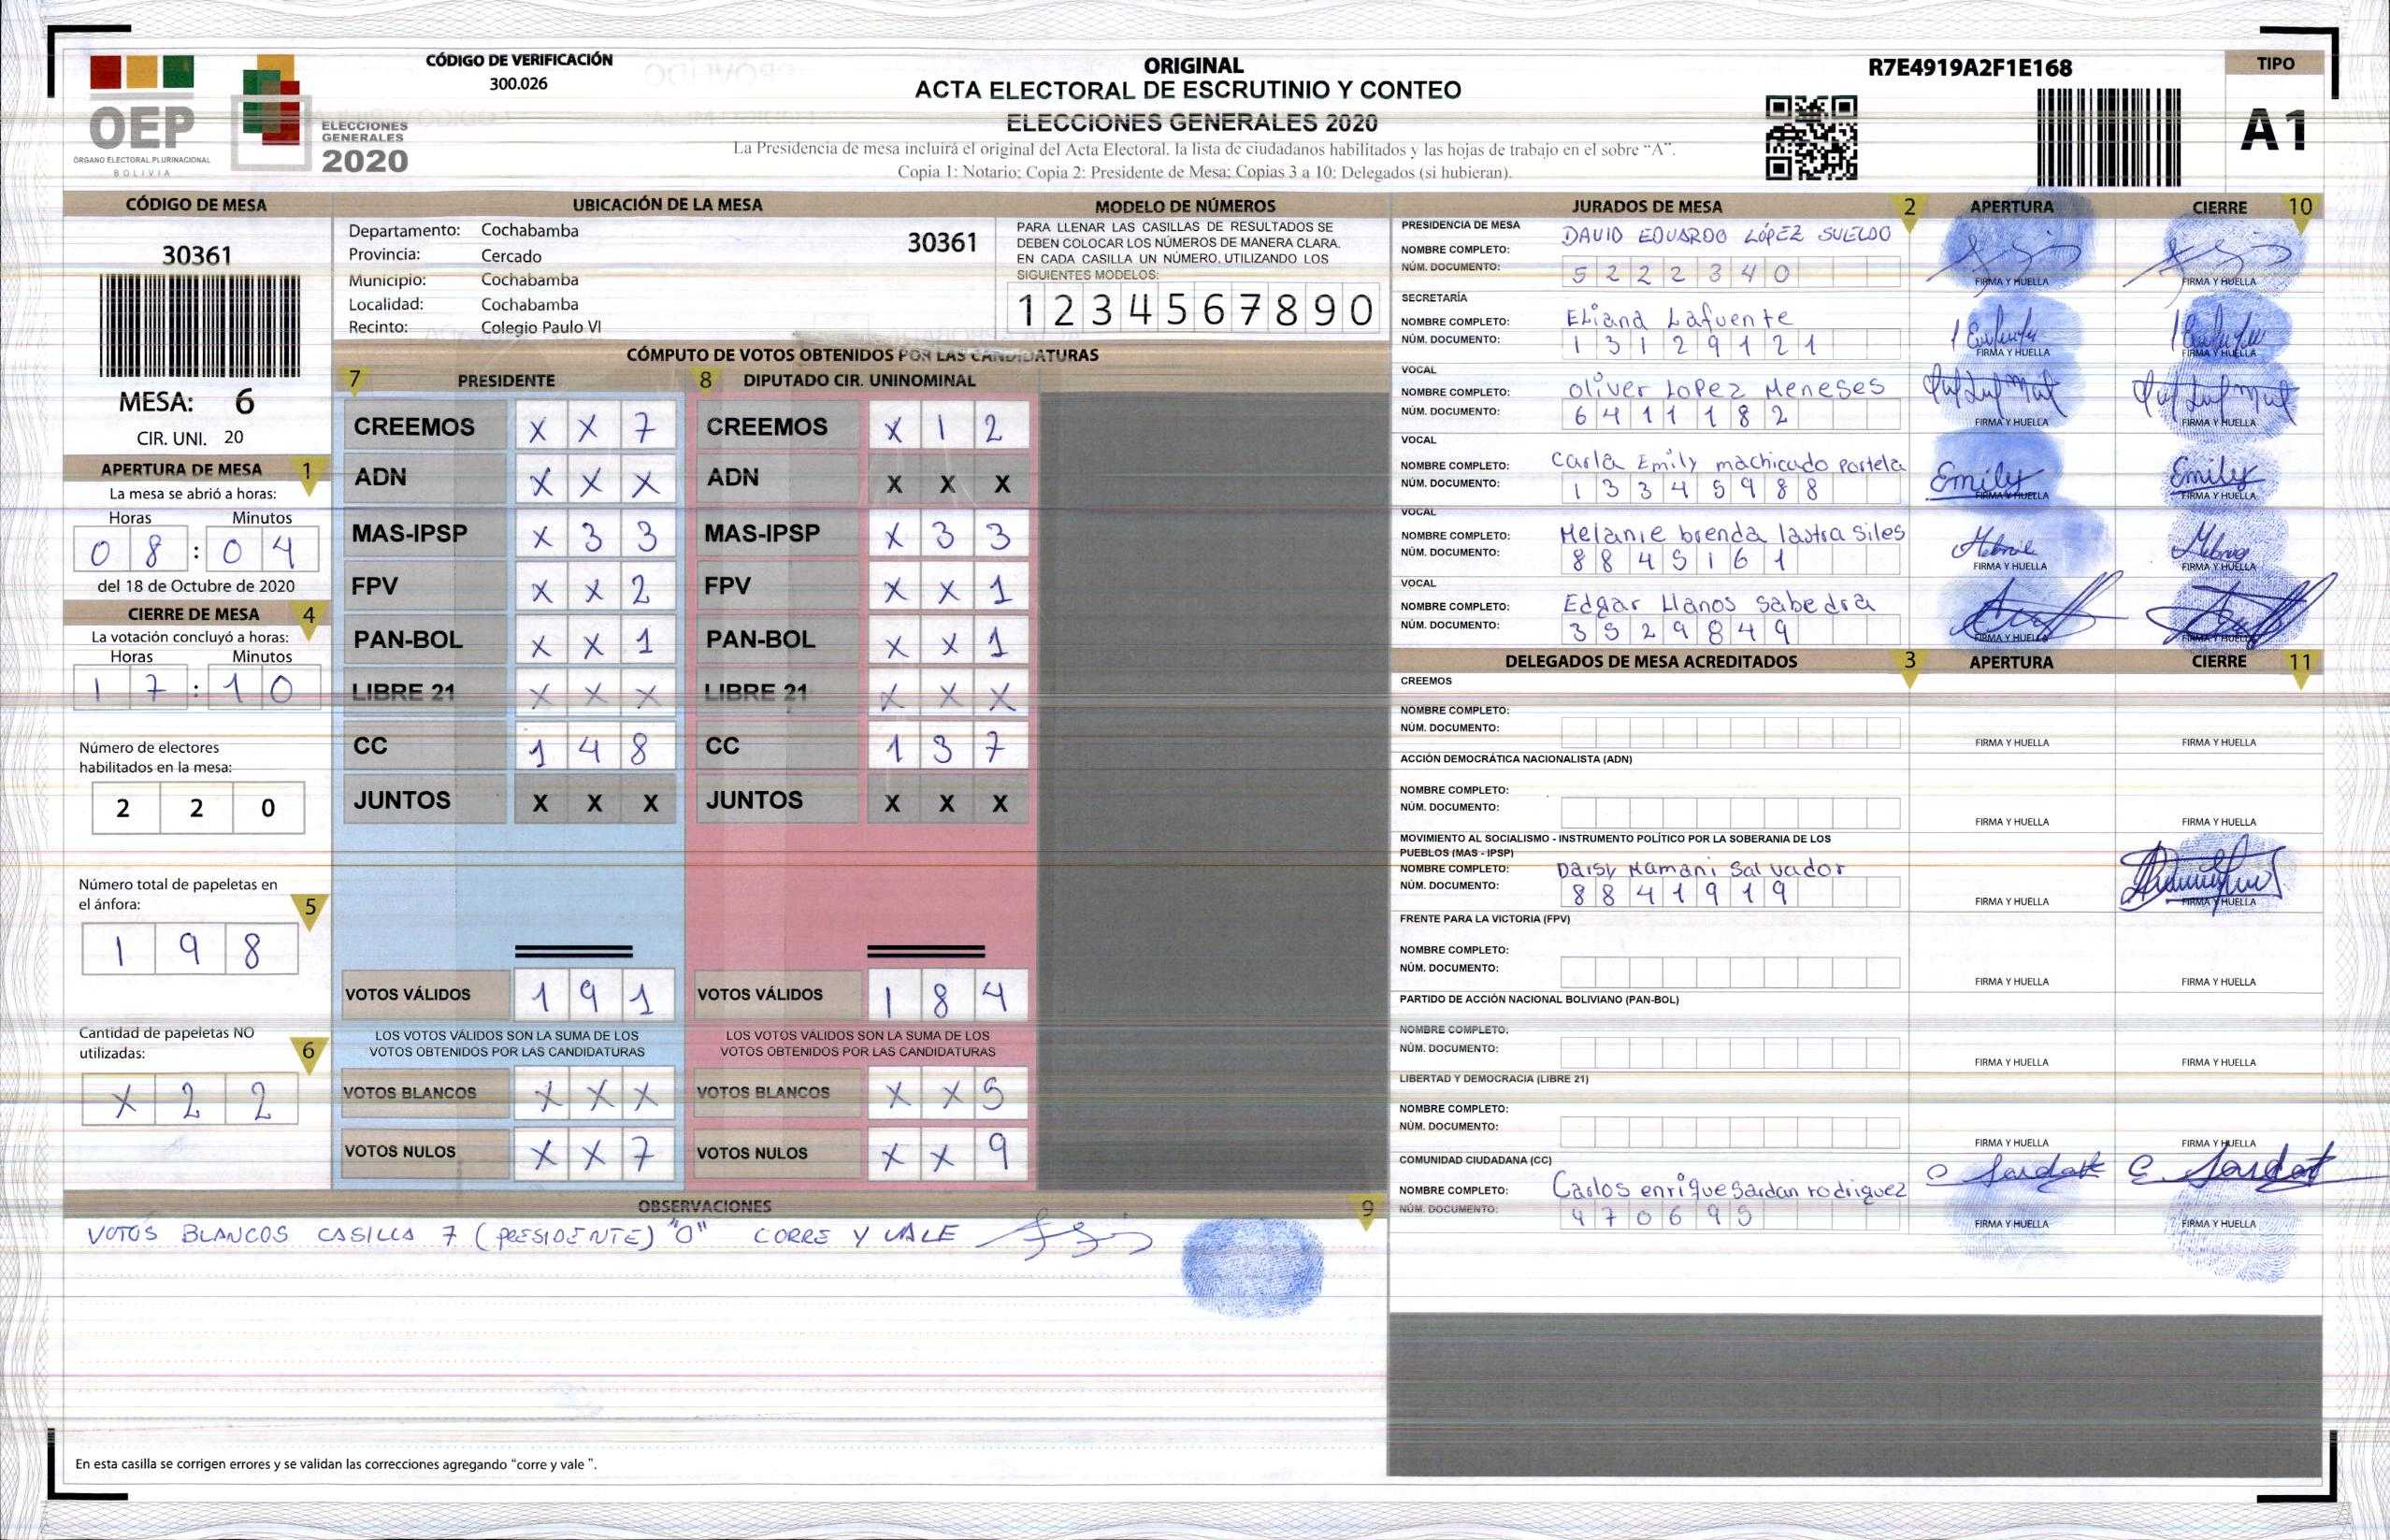 CÓDIGO DE VERIFICACIÓN
300.026
OEP
ÓRGANO ELECTORAL PLURINACIONAL
BOLIVIA
ELECCIONES
GENERALES
2020
ORIGINAL
ACTA ELECTORAL DE ESCRUTINIO Y CONTEO
ELECCIONES GENERALES 2020
La Presidencia de mesa incluirá el original del Acta Electoral, la lista de ciudadanos habilitados y las hojas de trabajo en el sobre “A”.
Copia 1: Notario; Copia 2: Presidente de Mesa; Copias 3 a 10: Delegados (si hubieran).
R7E4919A2F1E168
TIPO
A1
CÓDIGO DE MESA
30361
MESA: 6
CIR. UNI. 20
APERTURA DE MESA 1
La mesa se abrió a horas:
Horas Minutos
0 8 : 0 4
del 18 de Octubre de 2020
CIERRE DE MESA 4
La votación concluyó a horas:
Horas Minutos
1 7 : 1 0
Número de electores
habilitados en la mesa:
2 2 0
Número total de papeletas en
el ánfora: 5
1 9 8
Cantidad de papeletas NO
utilizadas: 6
X 2 2
UBICACIÓN DE LA MESA
Departamento: Cochabamba
30361
Provincia: Cercado
Municipio: Cochabamba
Localidad: Cochabamba
Recinto: Colegio Paulo VI
MODELO DE NÚMEROS
PARA LLENAR LAS CASILLAS DE RESULTADOS SE
DEBEN COLOCAR LOS NÚMEROS DE MANERA CLARA.
EN CADA CASILLA UN NÚMERO, UTILIZANDO LOS
SIGUIENTES MODELOS:
1 2 3 4 5 6 7 8 9 0
CÓMPUTO DE VOTOS OBTENIDOS POR LAS CANDIDATURAS
7 PRESIDENTE 8 DIPUTADO CIR. UNINOMINAL
CREEMOS X X 7 CREEMOS X 1 2
ADN X X X ADN X X X
MAS-IPSP X 3 3 MAS-IPSP X 3 3
FPV X X 2 FPV X X 1
PAN-BOL X X 1 PAN-BOL X X 1
LIBRE 21 X X X LIBRE 21 X X X
CC 1 4 8 CC 1 3 7
JUNTOS X X X JUNTOS X X X
VOTOS VÁLIDOS 1 9 1 VOTOS VÁLIDOS 1 8 4
LOS VOTOS VÁLIDOS SON LA SUMA DE LOS LOS VOTOS VÁLIDOS SON LA SUMA DE LOS
VOTOS OBTENIDOS POR LAS CANDIDATURAS VOTOS OBTENIDOS POR LAS CANDIDATURAS
VOTOS BLANCOS X X X VOTOS BLANCOS X X 5
VOTOS NULOS X X 7 VOTOS NULOS X X 9
OBSERVACIONES 9
VOTOS BLANCOS CASILLA 7 (PRESIDENTE) "0" CORRE Y VALE
En esta casilla se corrigen errores y se validan las correcciones agregando “corre y vale ”.
JURADOS DE MESA 2 APERTURA CIERRE 10
PRESIDENCIA DE MESA
NOMBRE COMPLETO: DAVID EDUARDO LÓPEZ SUELDO
NÚM. DOCUMENTO: 5 2 2 2 3 4 0
FIRMA Y HUELLA FIRMA Y HUELLA
SECRETARÍA
NOMBRE COMPLETO: Eliana Lafuente
NÚM. DOCUMENTO: 1 3 1 2 9 1 2 1
FIRMA Y HUELLA FIRMA Y HUELLA
VOCAL
NOMBRE COMPLETO: Oliver Lopez Meneses
NÚM. DOCUMENTO: 6 4 1 1 1 8 2
FIRMA Y HUELLA FIRMA Y HUELLA
VOCAL
NOMBRE COMPLETO: Carla Emily machicado Postela
NÚM. DOCUMENTO: 1 3 3 4 5 9 8 8
Emily Emily
FIRMA Y HUELLA FIRMA Y HUELLA
VOCAL
NOMBRE COMPLETO: Melanie brenda lastra Siles
NÚM. DOCUMENTO: 8 8 4 5 1 6 1
FIRMA Y HUELLA FIRMA Y HUELLA
VOCAL
NOMBRE COMPLETO: Edgar Llanos Sabedra
NÚM. DOCUMENTO: 3 5 2 9 8 4 9
FIRMA Y HUELLA FIRMA Y HUELLA
DELEGADOS DE MESA ACREDITADOS 3 APERTURA CIERRE 11
CREEMOS
NOMBRE COMPLETO:
NÚM. DOCUMENTO:
FIRMA Y HUELLA FIRMA Y HUELLA
ACCIÓN DEMOCRÁTICA NACIONALISTA (ADN)
NOMBRE COMPLETO:
NÚM. DOCUMENTO:
FIRMA Y HUELLA FIRMA Y HUELLA
MOVIMIENTO AL SOCIALISMO - INSTRUMENTO POLÍTICO POR LA SOBERANIA DE LOS
PUEBLOS (MAS - IPSP)
NOMBRE COMPLETO: Daisy Mamani Salvador
NÚM. DOCUMENTO: 8 8 4 1 9 1 9
FIRMA Y HUELLA FIRMA Y HUELLA
FRENTE PARA LA VICTORIA (FPV)
NOMBRE COMPLETO:
NÚM. DOCUMENTO:
FIRMA Y HUELLA FIRMA Y HUELLA
PARTIDO DE ACCIÓN NACIONAL BOLIVIANO (PAN-BOL)
NOMBRE COMPLETO:
NÚM. DOCUMENTO:
FIRMA Y HUELLA FIRMA Y HUELLA
LIBERTAD Y DEMOCRACIA (LIBRE 21)
NOMBRE COMPLETO:
NÚM. DOCUMENTO:
FIRMA Y HUELLA FIRMA Y HUELLA
COMUNIDAD CIUDADANA (CC)
NOMBRE COMPLETO: Carlos enrique Sardan rodriguez
NÚM. DOCUMENTO: 4 7 0 6 9 5
FIRMA Y HUELLA FIRMA Y HUELLA